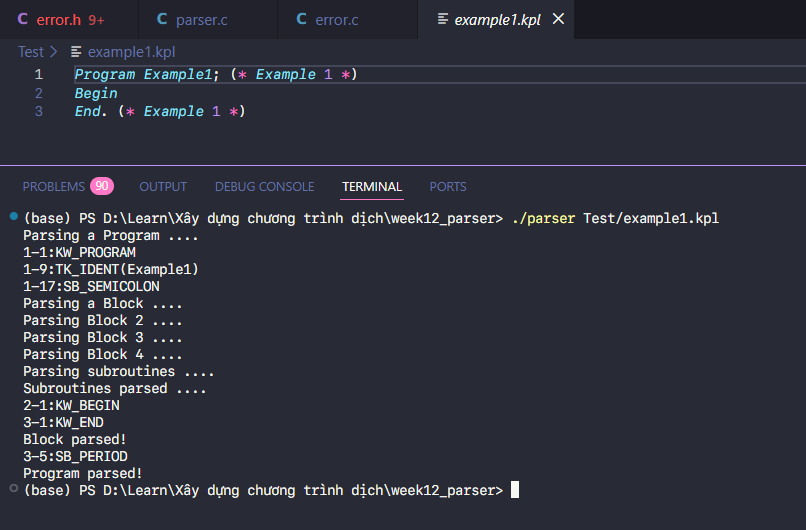 C error.h 9+ C parser.c C error.c example1.kpl
Test > example1.kpl
1 Program Example1; (* Example 1 *)
2 Begin
3 End. (* Example 1 *)
PROBLEMS 90 OUTPUT DEBUG CONSOLE TERMINAL PORTS
(base) PS D:\Learn\Xây dựng chương trình dịch\week12_parser> ./parser Test/example1.kpl
Parsing a Program ....
1-1:KW_PROGRAM
1-9:TK_IDENT(Example1)
1-17:SB_SEMICOLON
Parsing a Block ....
Parsing Block 2 ....
Parsing Block 3 ....
Parsing Block 4 ....
Parsing subroutines ....
Subroutines parsed ....
2-1:KW_BEGIN
3-1:KW_END
Block parsed!
3-5:SB_PERIOD
Program parsed!
(base) PS D:\Learn\Xây dựng chương trình dịch\week12_parser>